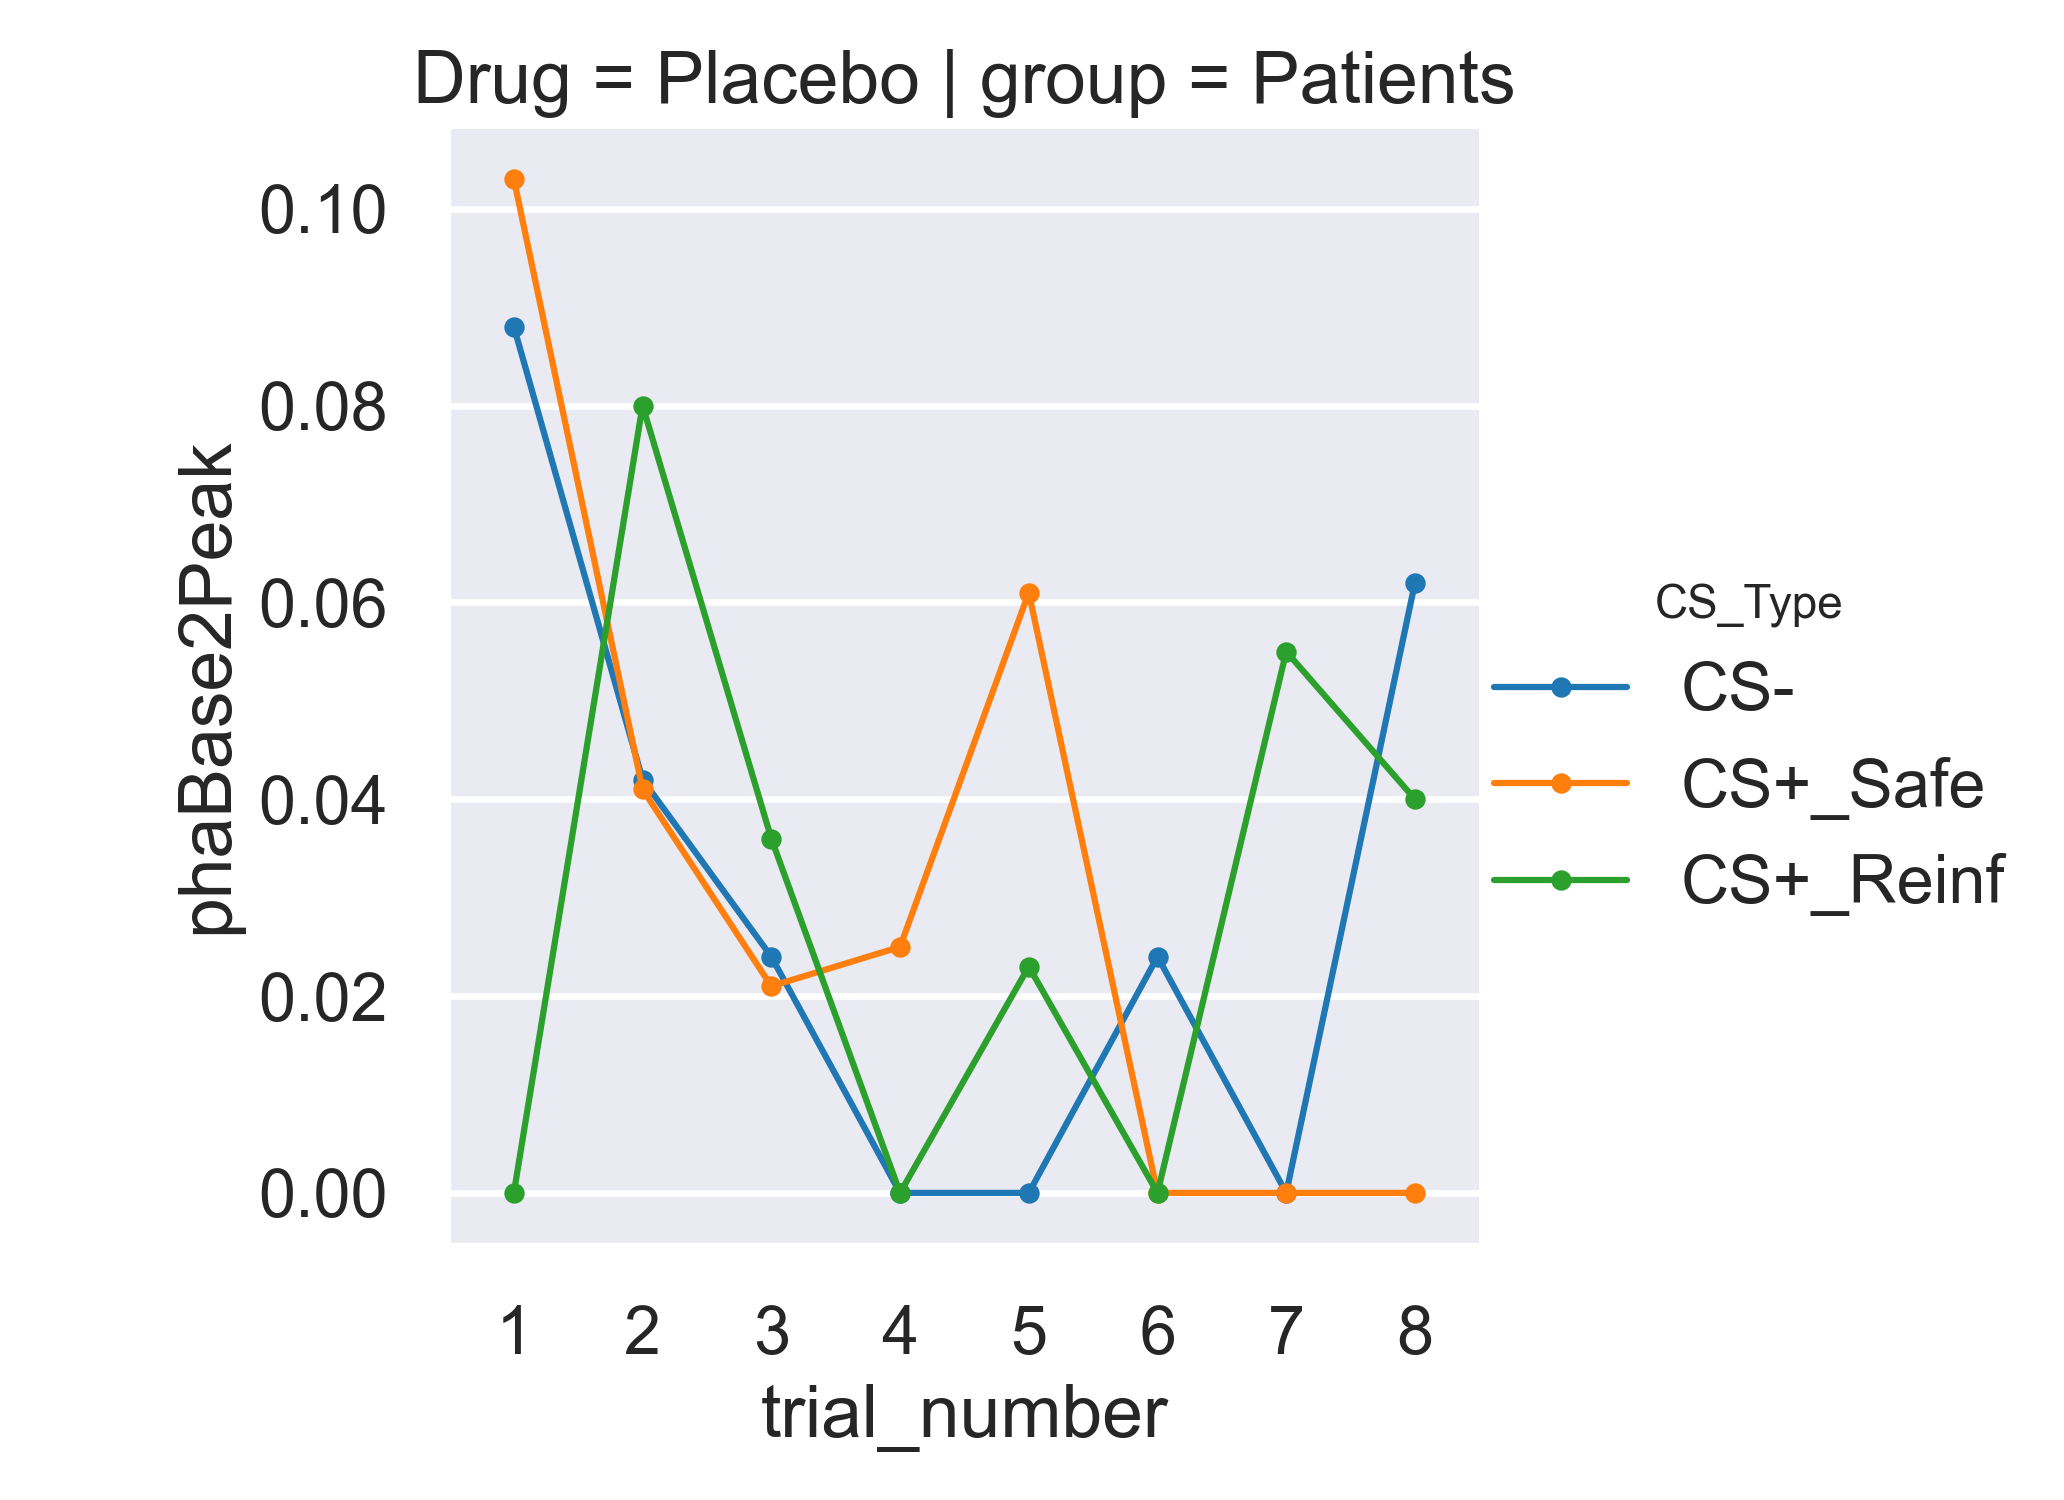 Drug = Placebo | group = Patients
0.10
0.08
0.06
0.04
0.02
0.00
phaBase2Peak
1 2 3 4 5 6 7 8
trial_number
CS_Type
CS-
CS+_Safe
CS+_Reinf